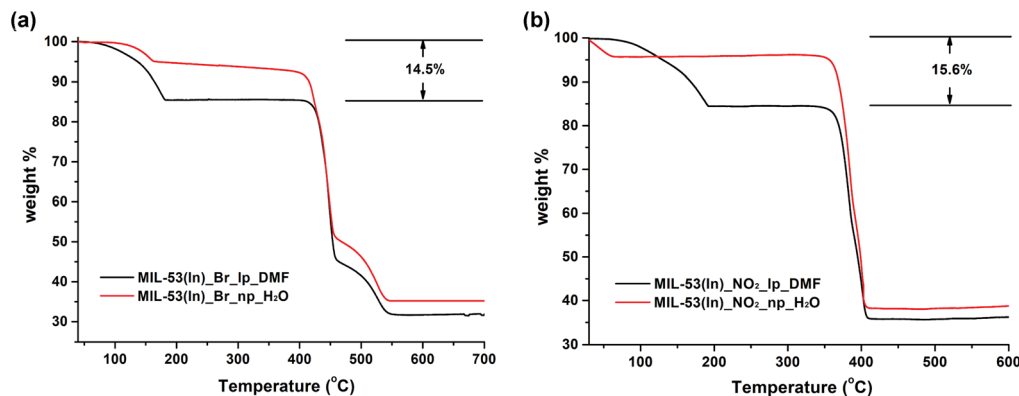 (a)
100
90
80
70
60
50
40
30
weight %
14.5%
MIL-53(In)_Br_lp_DMF
MIL-53(In)_Br_np_H₂O
100 200 300 400 500 600 700
Temperature (°C)
(b)
100
90
80
70
60
50
40
30
weight %
15.6%
MIL-53(In)_NO₂_lp_DMF
MIL-53(In)_NO₂_np_H₂O
100 200 300 400 500 600
Temperature (°C)